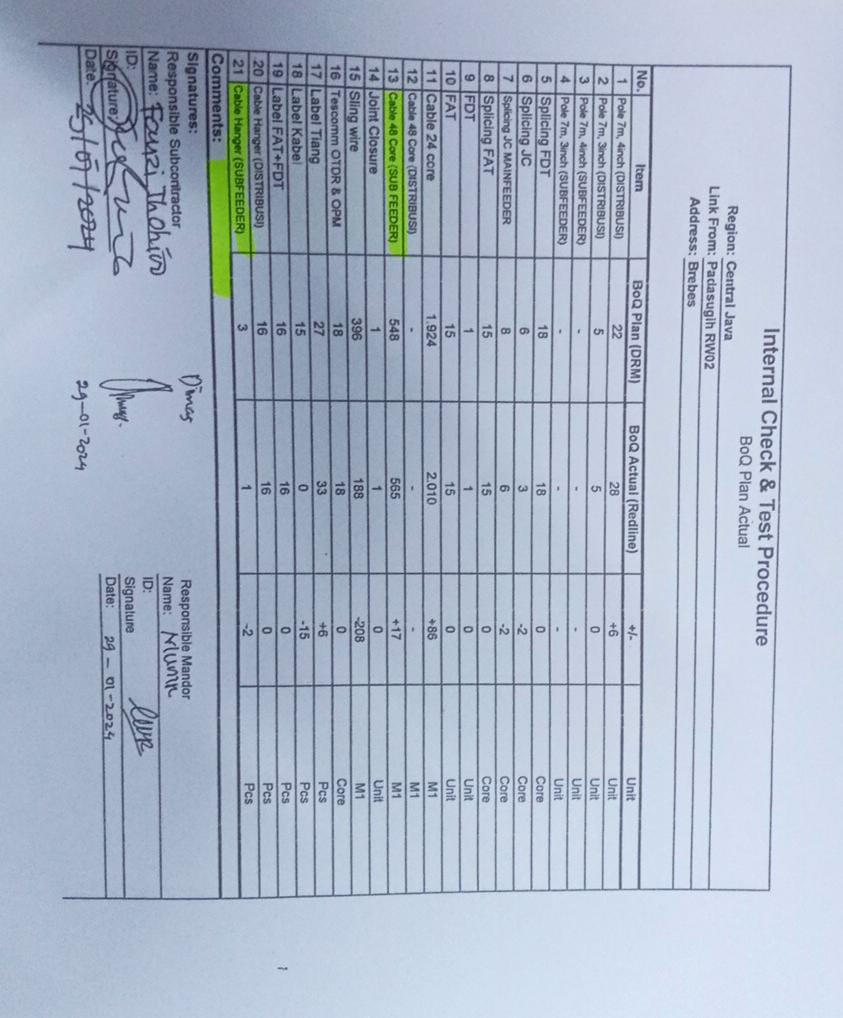 Internal Check & Test Procedure
BoQ Plan Actual
Region: Central Java
Link From: Padasugih RW02
Address: Brebes
No. Item BoQ Plan (DRM) BoQ Actual (Redline) +/- Unit
1 Pole 7m, 4inch (DISTRIBUSI) 22 28 +6 Unit
2 Pole 7m, 3inch (DISTRIBUSI) 5 5 0 Unit
3 Pole 7m, 4inch (SUBFEEDER) - - - Unit
4 Pole 7m, 3inch (SUBFEEDER) - - - Unit
5 Splicing FDT 18 18 0 Core
6 Splicing JC 6 3 -2 Core
7 Splicing JC MAINFEEDER 8 6 -2 Core
8 Splicing FAT 15 15 0 Core
9 FDT 1 1 0 Unit
10 FAT 15 15 0 Unit
11 Cable 24 core 1.924 2.010 +86 M1
12 Cable 48 Core (DISTRIBUSI) - - - M1
13 Cable 48 Core (SUB FEEDER) 548 565 +17 M1
14 Joint Closure 1 1 0 Unit
15 Sling wire 396 188 -208 M1
16 Tescomm OTDR & OPM 18 18 0 Core
17 Label Tiang 27 33 +6 Pcs
18 Label Kabel 15 0 -15 Pcs
19 Label FAT+FDT 16 16 0 Pcs
20 Cable Hanger (DISTRIBUSI) 16 16 0 Pcs
21 Cable Hanger (SUBFEEDER) 3 1 -2 Pcs
Comments:
Signatures:
Responsible Subcontractor
Name: Fauzi
ID:
Signature:
Date:
Dimas
29-01-2024
Responsible Mandor
Name:
ID:
Signature
Date: 29-01-2024